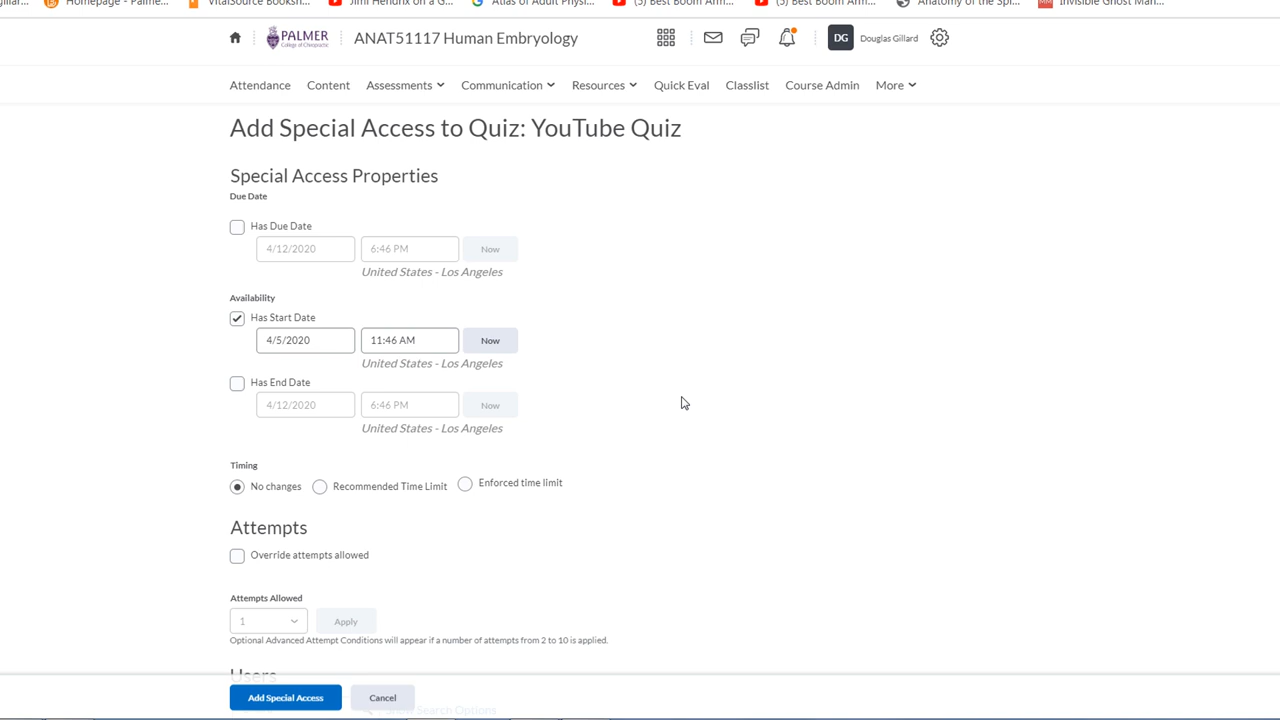 Homepage - Palme...
VitalSource Booksh...
Jimi Hendrix on a G...
Atlas of Adult Physi...
(5) Best Boom Arm...
(5) Best Boom Arm...
Anatomy of the Spi...
Invisible Ghost Man...
PALMER
College of Chiropractic
ANAT51117 Human Embryology
DG
Douglas Gillard
Attendance
Content
Assessments
Communication
Resources
Quick Eval
Classlist
Course Admin
More
Add Special Access to Quiz: YouTube Quiz
Special Access Properties
Due Date
Has Due Date
4/12/2020
6:46 PM
Now
United States - Los Angeles
Availability
Has Start Date
4/5/2020
11:46 AM
Now
United States - Los Angeles
Has End Date
4/12/2020
6:46 PM
Now
United States - Los Angeles
Timing
No changes
Recommended Time Limit
Enforced time limit
Attempts
Override attempts allowed
Attempts Allowed
1
Apply
Optional Advanced Attempt Conditions will appear if a number of attempts from 2 to 10 is applied.
Users
Add Special Access
Cancel
Show Search Options